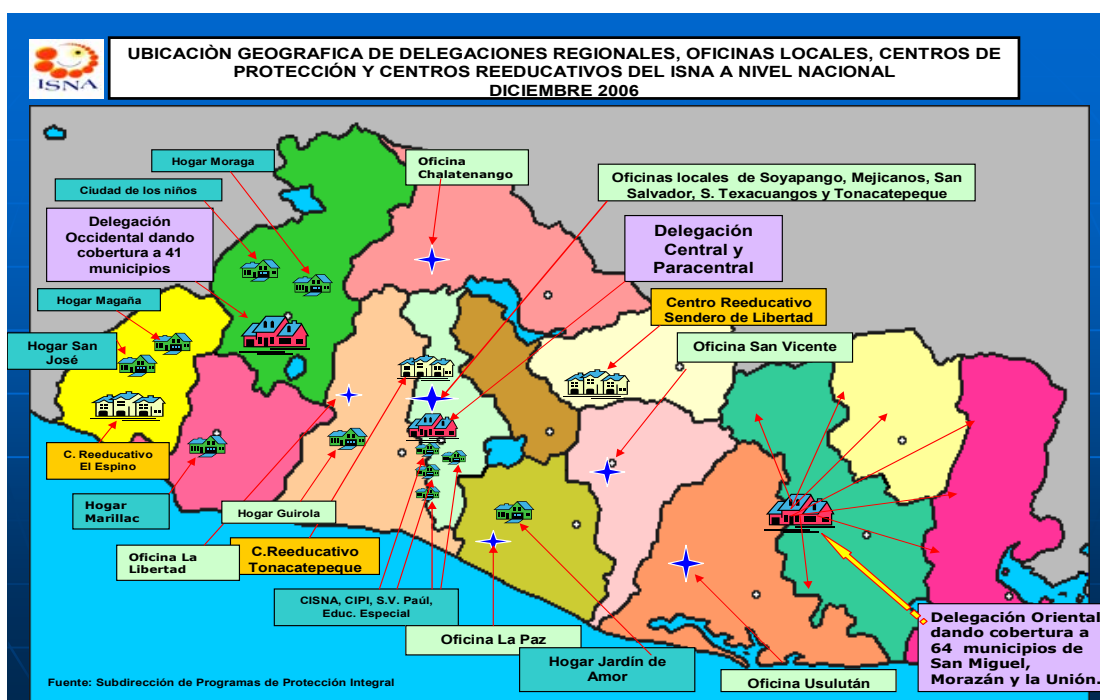 ISNA
UBICACIÒN GEOGRAFICA DE DELEGACIONES REGIONALES, OFICINAS LOCALES, CENTROS DE
PROTECCIÓN Y CENTROS REEDUCATIVOS DEL ISNA A NIVEL NACIONAL
DICIEMBRE 2006
Hogar Moraga
Oficina
Chalatenango
Oficinas locales de Soyapango, Mejicanos, San
Salvador, S. Texacuangos y Tonacatepeque
Ciudad de los niños
Delegación
Occidental dando
cobertura a 41
municipios
Delegación
Central y
Paracentral
Hogar Magaña
Centro Reeducativo
Sendero de Libertad
Hogar San
José
Oficina San Vicente
C. Reeducativo
El Espino
Hogar
Marillac
Hogar Guirola
Oficina La
Libertad
C.Reeducativo
Tonacatepeque
CISNA, CIPI, S.V. Paúl,
Educ. Especial
Oficina La Paz
Hogar Jardín de
Amor
Oficina Usulután
Delegación Oriental
dando cobertura a
64 municipios de
San Miguel,
Morazán y la Unión.
Fuente: Subdirección de Programas de Protección Integral